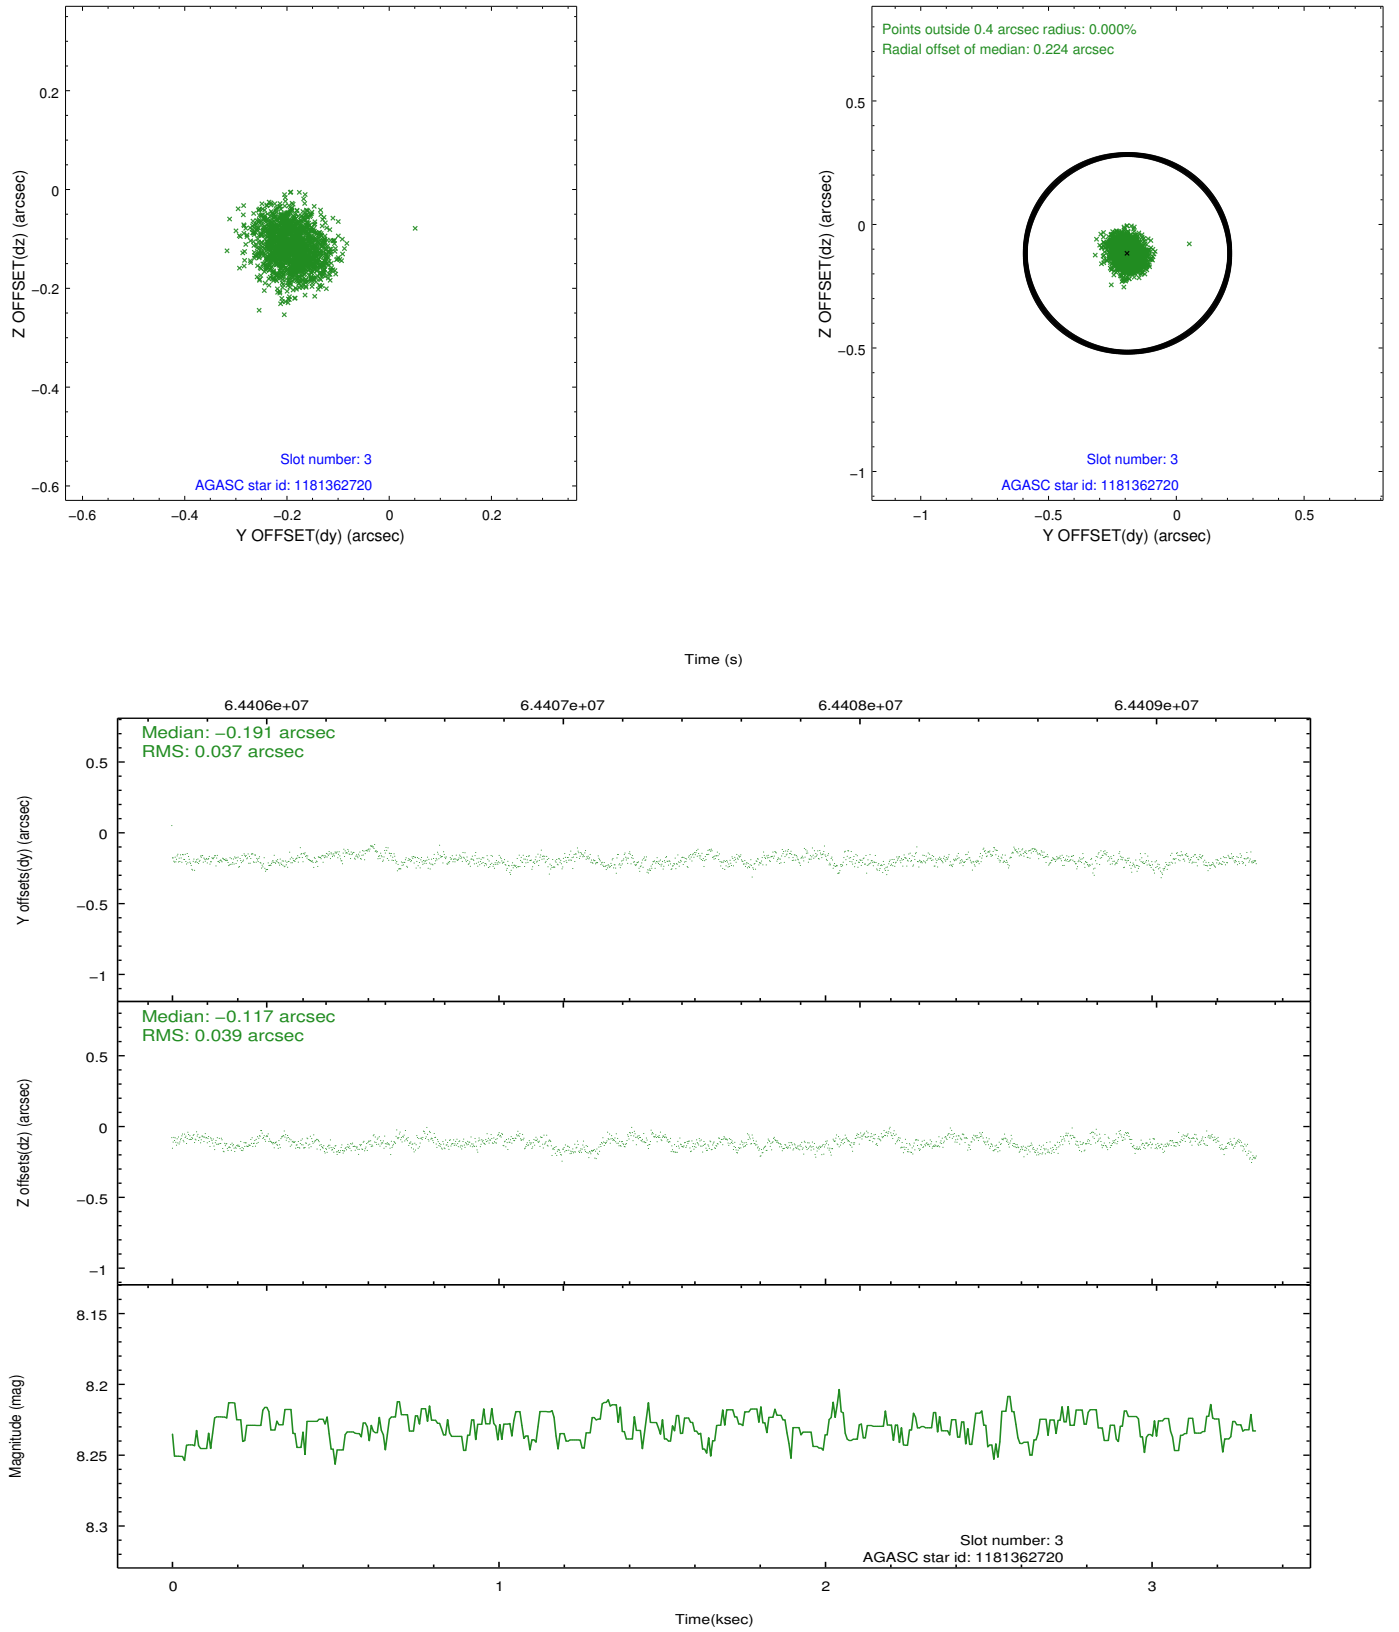 0.2
0
−0.2
−0.4
−0.6
Z OFFSET(dz) (arcsec)
Slot number: 3
AGASC star id: 1181362720
−0.6
−0.4
−0.2
0
0.2
Y OFFSET(dy) (arcsec)
Points outside 0.4 arcsec radius: 0.000%
Radial offset of median: 0.224 arcsec
0.5
0
−0.5
−1
Z OFFSET(dz) (arcsec)
Slot number: 3
AGASC star id: 1181362720
−1
−0.5
0
0.5
Y OFFSET(dy) (arcsec)
Time (s)
6.4406e+07
6.4407e+07
6.4408e+07
6.4409e+07
Median: −0.191 arcsec
RMS: 0.037 arcsec
0.5
0
−0.5
−1
Y offsets(dy) (arcsec)
Median: −0.117 arcsec
RMS: 0.039 arcsec
0.5
0
−0.5
−1
Z offsets(dz) (arcsec)
8.15
8.2
8.25
8.3
Magnitude (mag)
Slot number: 3
AGASC star id: 1181362720
0
1
2
3
Time(ksec)